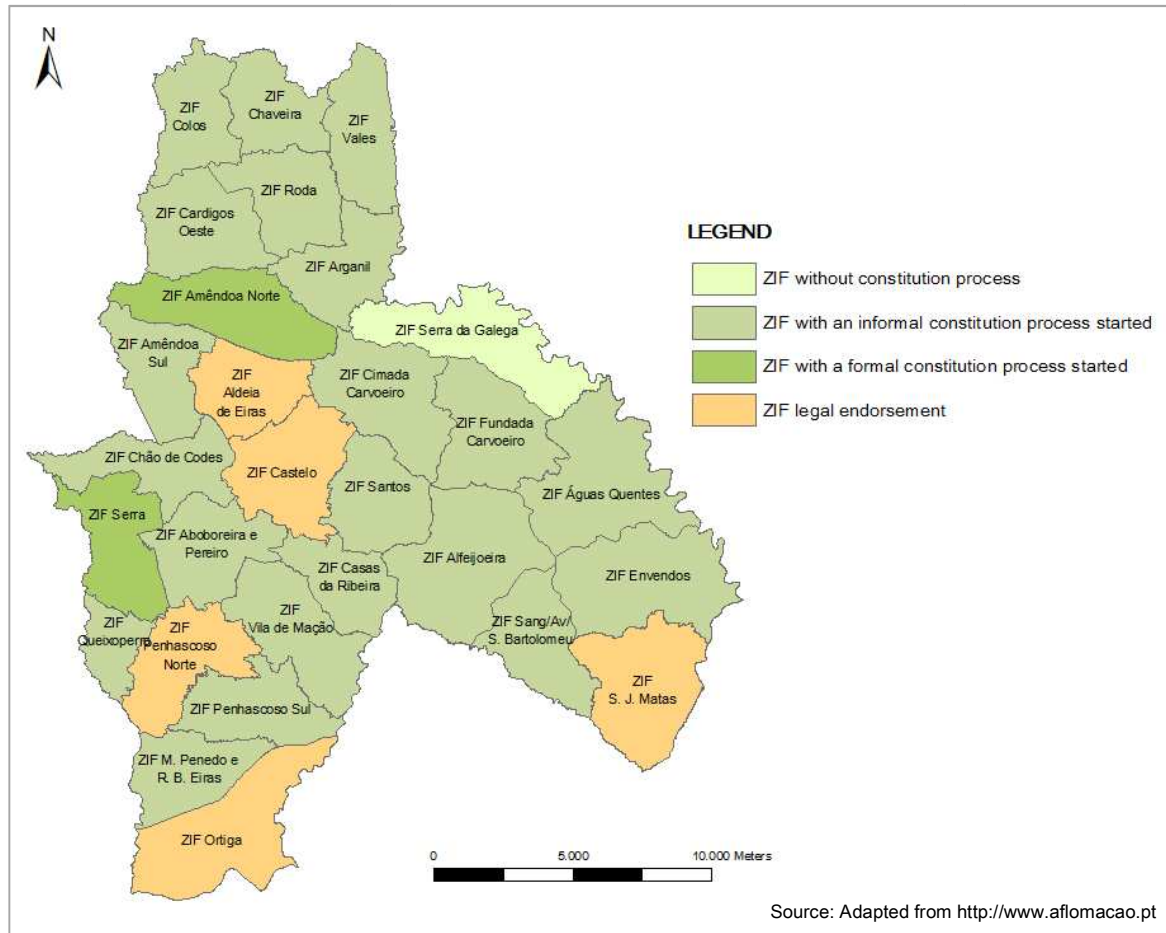 N
ZIF
Colos
ZIF
Chaveira
ZIF
Vales
ZIF Roda
ZIF Cardigos
Oeste
ZIF Arganil
ZIF Amêndoa Norte
ZIF Serra da Galega
ZIF Amêndoa
Sul
ZIF
Aldeia
de Eiras
ZIF Cimada
Carvoeiro
ZIF Fundada
Carvoeiro
ZIF Chão de Codes
ZIF Castelo
ZIF Santos
ZIF Águas Quentes
ZIF Serra
ZIF Aboboreira e
Pereiro
ZIF Casas
da Ribeira
ZIF Alfeijoeira
ZIF Envendos
ZIF
Queixoperra
ZIF
Penhascoso
Norte
ZIF
Vila de Mação
ZIF Sang/Av/
S. Bartolomeu
ZIF
S. J. Matas
ZIF Penhascoso Sul
ZIF M. Penedo e
R. B. Eiras
ZIF Ortiga
LEGEND
ZIF without constitution process
ZIF with an informal constitution process started
ZIF with a formal constitution process started
ZIF legal endorsement
0 5.000 10.000 Meters
Source: Adapted from http://www.aflomacao.pt